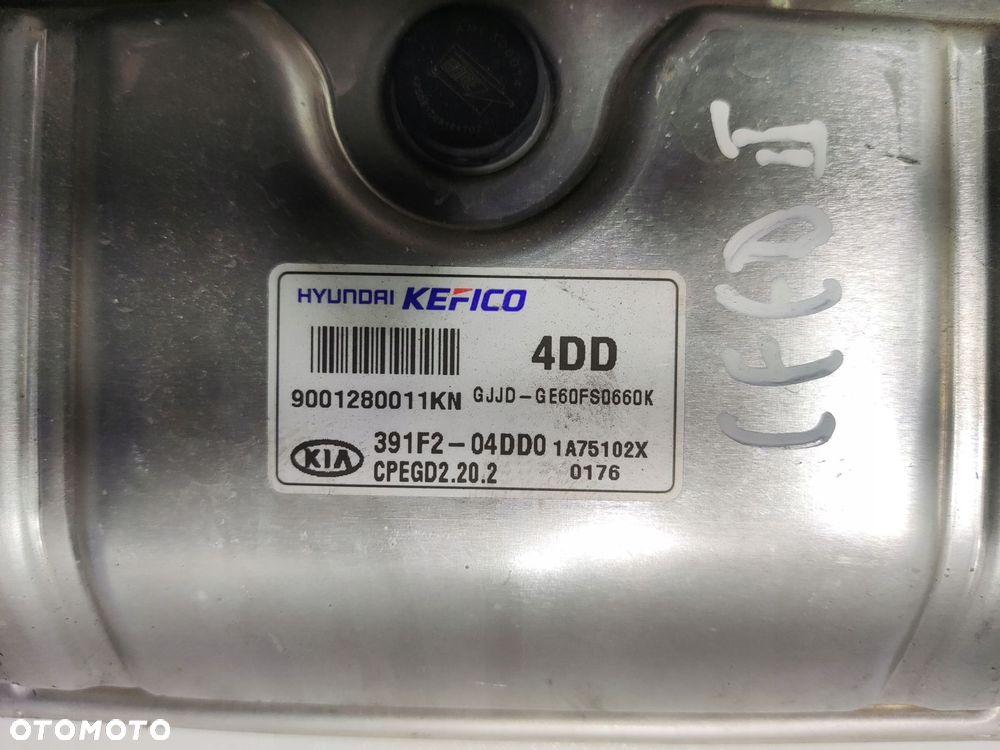 HYUNDAI KEFICO
4DD
9001280011KN GJJD-GE60FS0660K
KIA 391F2-04DD0 1A75102X
CPEGD2.20.2 0176
OTOMOTO